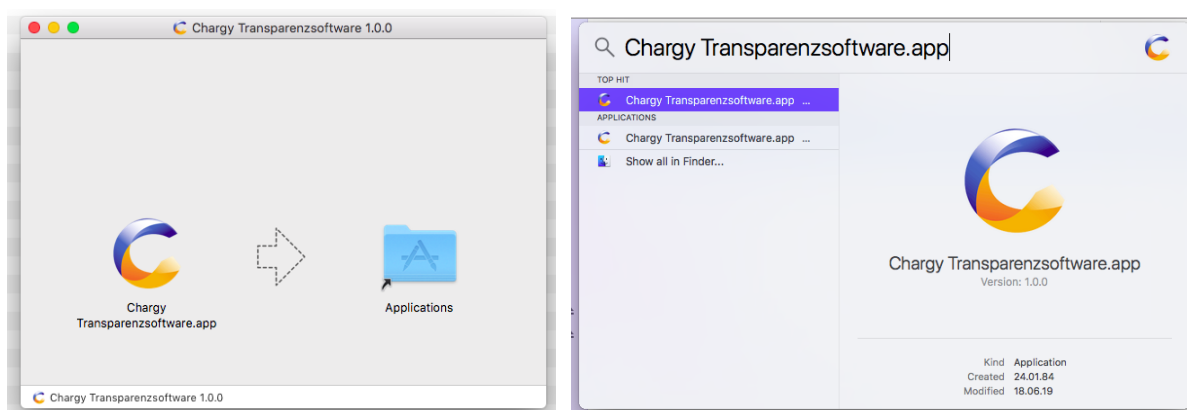 Chargy Transparenzsoftware 1.0.0
Chargy
Transparenzsoftware.app
Applications
Chargy Transparenzsoftware 1.0.0
Chargy Transparenzsoftware.app
TOP HIT
Chargy Transparenzsoftware.app ...
APPLICATIONS
Chargy Transparenzsoftware.app ...
Show all in Finder...
Chargy Transparenzsoftware.app
Version: 1.0.0
Kind Application
Created 24.01.84
Modified 18.06.19